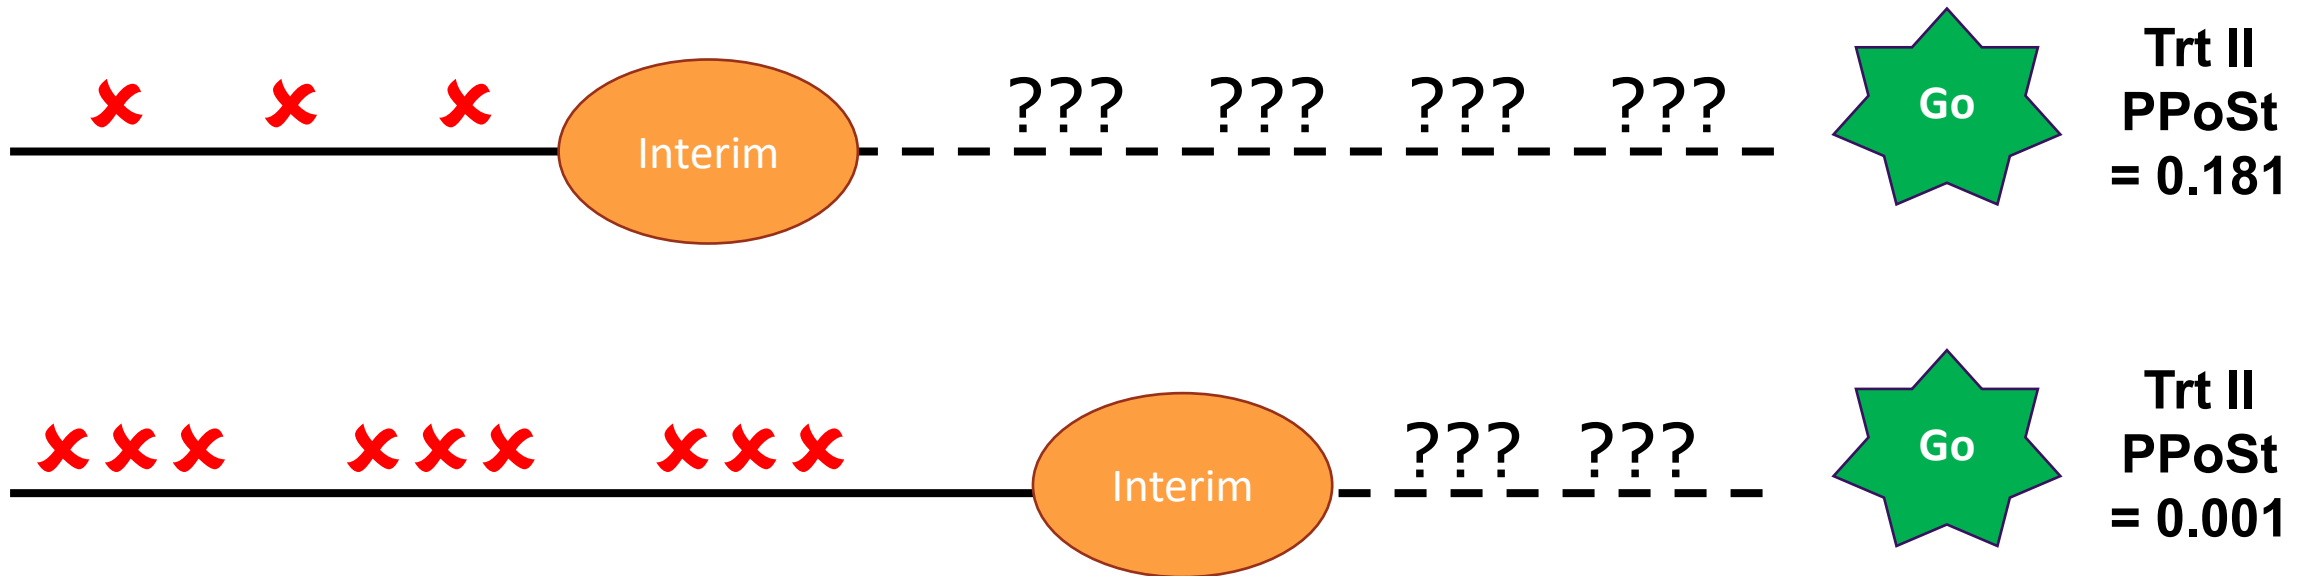 Interim
??? ??? ??? ???
Go
Trt II
PPoSt
= 0.181
Interim
??? ???
Go
Trt II
PPoSt
= 0.001